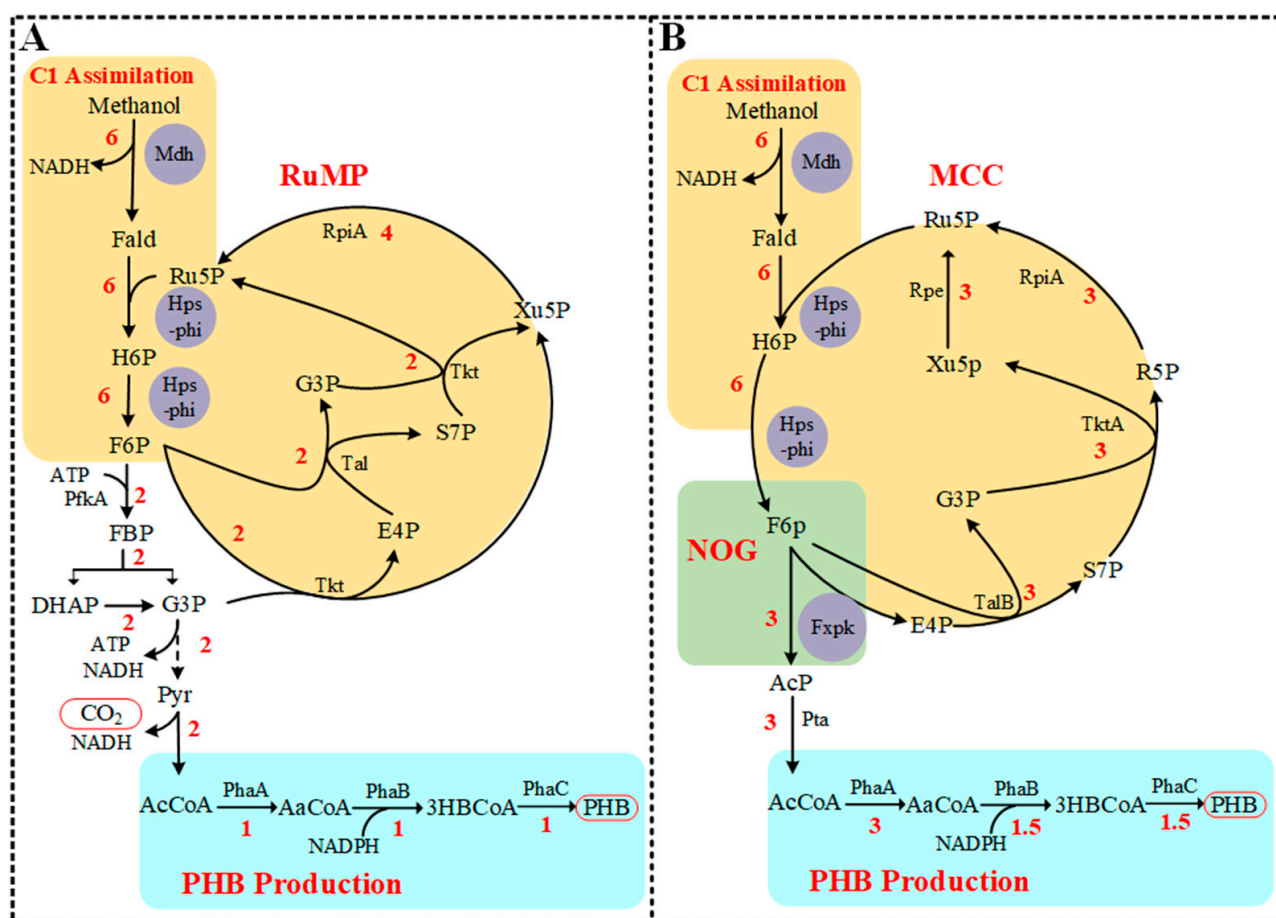 A
C1 Assimilation
Methanol
6
NADH
Mdh
Fald
6
Ru5P
Hps
-phi
H6P
6
Hps
-phi
F6P
RuMP
RpiA 4
Xu5P
2
Tkt
G3P
S7P
2
Tal
E4P
2
Tkt
ATP
PfkA
2
FBP
2
DHAP
G3P
2
ATP
NADH
2
Pyr
CO₂
NADH
2
AcCoA
PhaA
1
AaCoA
PhaB
1
NADPH
3HBCoA
PhaC
1
PHB
PHB Production
B
C1 Assimilation
Methanol
6
NADH
Mdh
Fald
6
Hps
-phi
H6P
6
Hps
-phi
MCC
Ru5P
Rpe
3
RpiA
3
Xu5p
R5P
TktA
3
G3P
S7P
TalB
3
E4P
NOG
F6p
3
Fxpk
AcP
3
Pta
AcCoA
PhaA
3
AaCoA
PhaB
1.5
NADPH
3HBCoA
PhaC
1.5
PHB
PHB Production